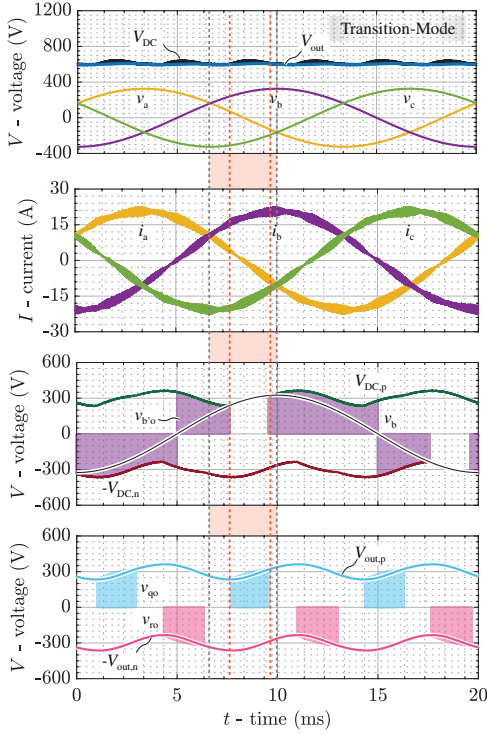 1200
800
400
0
-400
V - voltage (V)
V_DC
V_out
Transition-Mode
v_a
v_b
v_c
30
15
0
-15
-30
I - current (A)
i_a
i_b
i_c
600
300
0
-300
-600
V - voltage (V)
V_DC,p
v_b'o
v_b
-V_DC,n
600
300
0
-300
-600
V - voltage (V)
V_out,p
v_qo
v_ro
-V_out,n
0 5 10 15 20
t - time (ms)